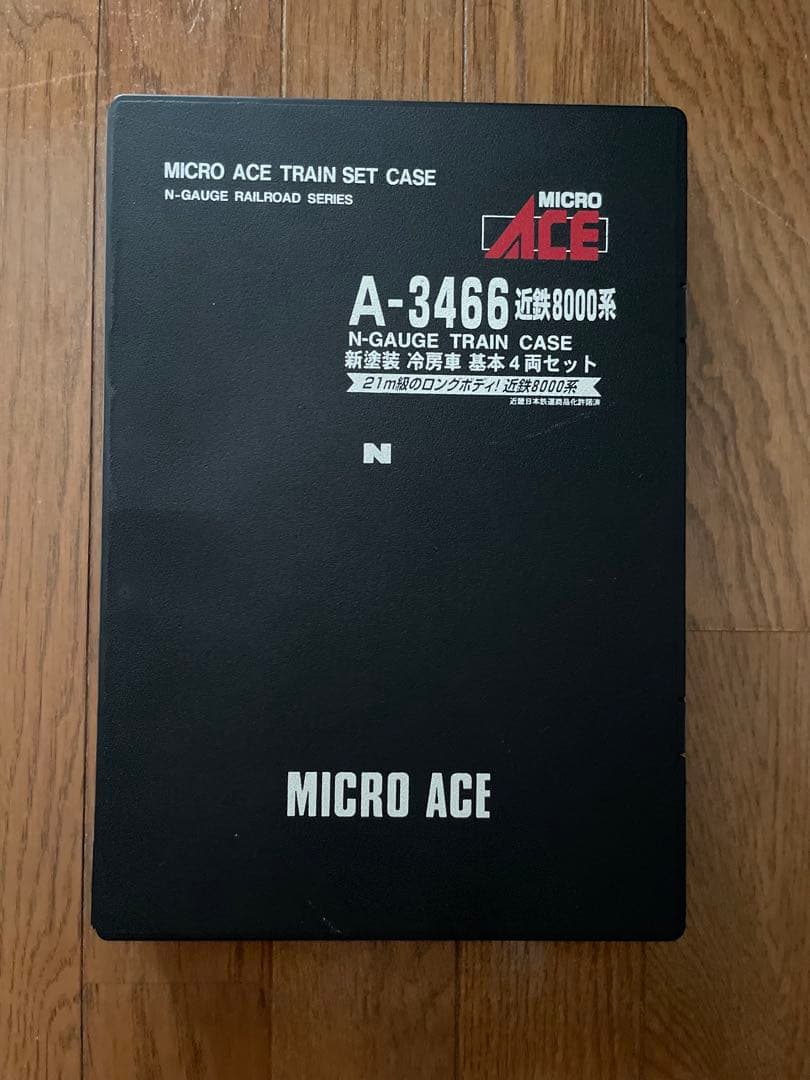 MICRO ACE TRAIN SET CASE
N-GAUGE RAILROAD SERIES
MICRO
ACE
A-3466 近鉄8000系
N-GAUGE TRAIN CASE
新塗装 冷房車 基本4両セット
21m級のロングボディ! 近鉄8000系
近畿日本鉄道商品化許諾済
N
MICRO ACE